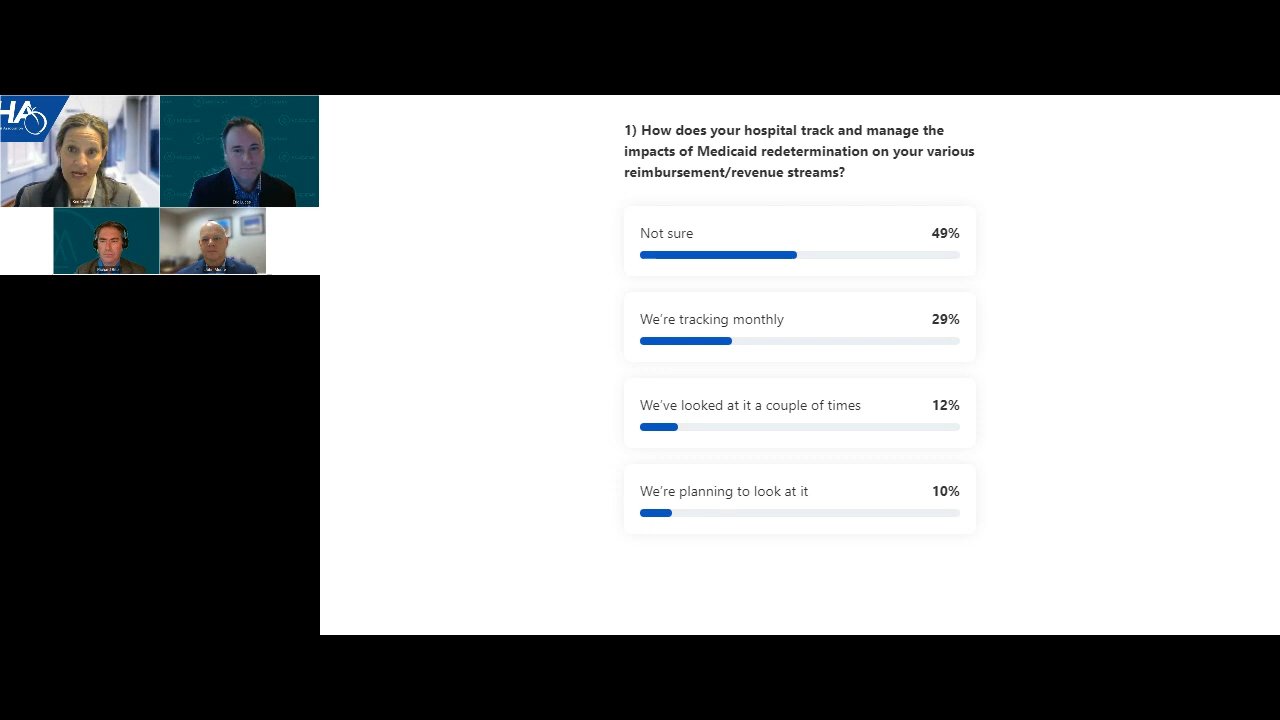 HA
1) How does your hospital track and manage the
impacts of Medicaid redetermination on your various
reimbursement/revenue streams?
Not sure 49%
We’re tracking monthly 29%
We’ve looked at it a couple of times 12%
We’re planning to look at it 10%